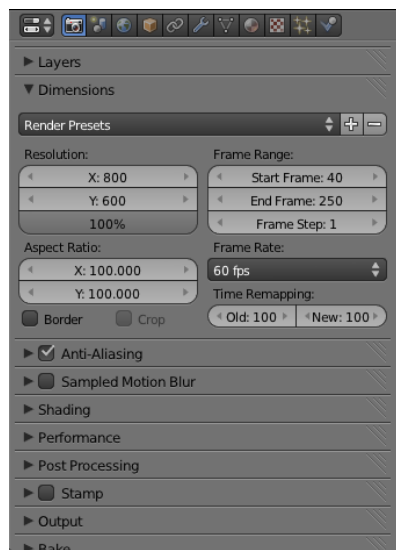 Layers
Dimensions
Render Presets
Resolution:
X: 800
Y: 600
100%
Frame Range:
Start Frame: 40
End Frame: 250
Frame Step: 1
Aspect Ratio:
X: 100.000
Y: 100.000
Border
Crop
Frame Rate:
60 fps
Time Remapping:
Old: 100
New: 100
Anti-Aliasing
Sampled Motion Blur
Shading
Performance
Post Processing
Stamp
Output
Bake